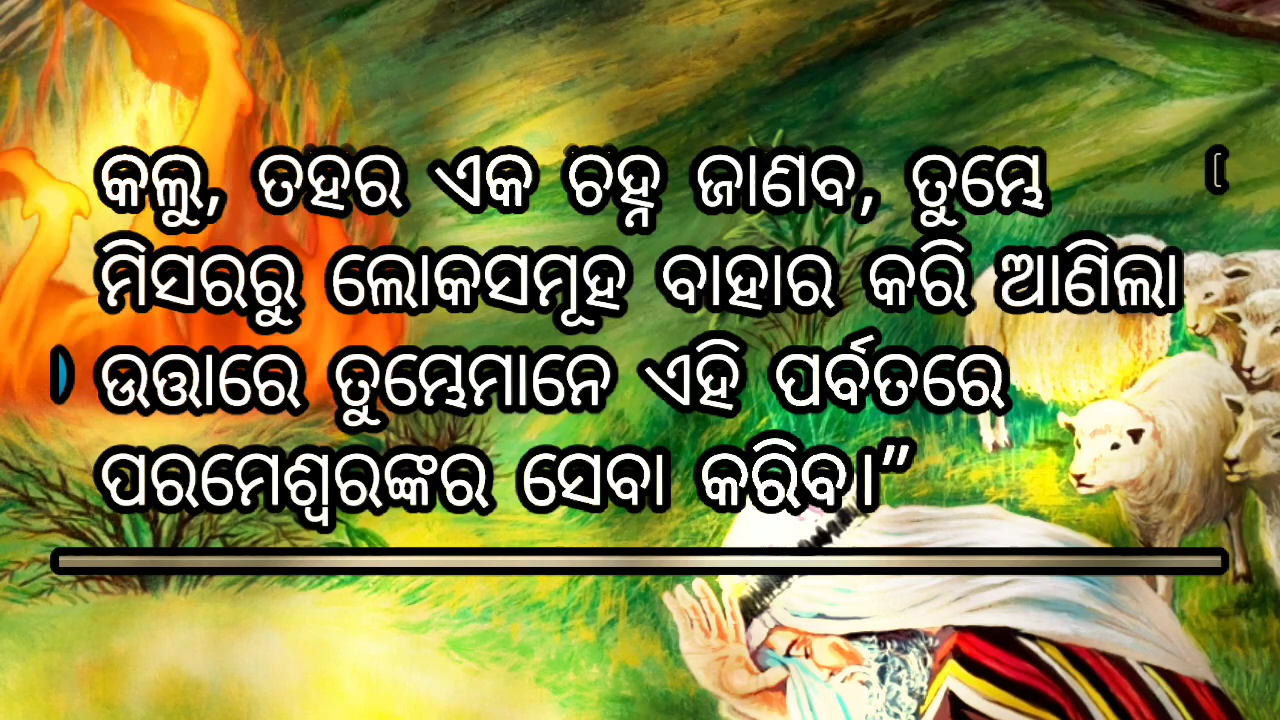 କଲୁ, ତହର ଏକ ଚହ୍ନ ଜାଣବ, ତୁମ୍ଭେ
ମିସରରୁ ଲୋକସମୂହ ବାହାର କରି ଆଣିଲା
ଉତ୍ତାରେ ତୁମ୍ଭେମାନେ ଏହି ପର୍ବତରେ
ପରମେଶ୍ୱରଙ୍କର ସେବା କରିବ।”